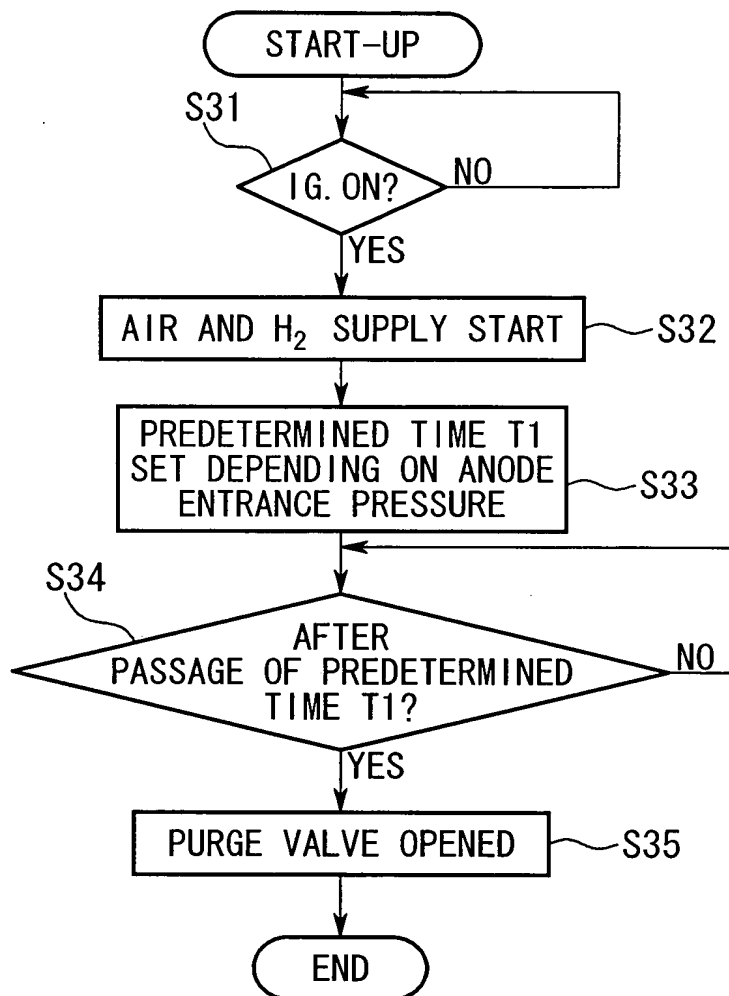 START-UP
S31
IG. ON?
NO
YES
AIR AND H₂ SUPPLY START
S32
PREDETERMINED TIME T1
SET DEPENDING ON ANODE
ENTRANCE PRESSURE
S33
S34
AFTER
PASSAGE OF PREDETERMINED
TIME T1?
NO
YES
PURGE VALVE OPENED
S35
END